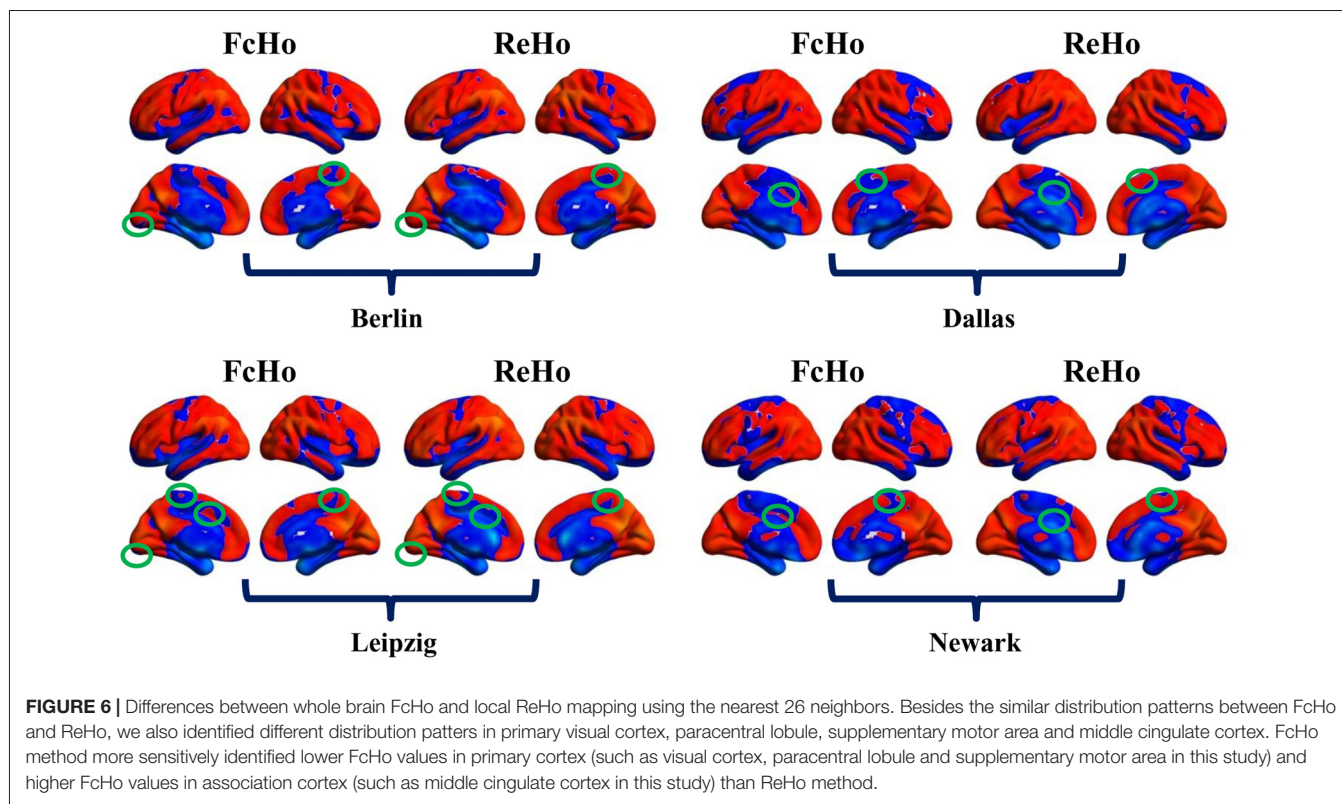 FcHo ReHo FcHo ReHo
Berlin Dallas
FcHo ReHo FcHo ReHo
Leipzig Newark
FIGURE 6 | Differences between whole brain FcHo and local ReHo mapping using the nearest 26 neighbors. Besides the similar distribution patterns between FcHo
and ReHo, we also identified different distribution patters in primary visual cortex, paracentral lobule, supplementary motor area and middle cingulate cortex. FcHo
method more sensitively identified lower FcHo values in primary cortex (such as visual cortex, paracentral lobule and supplementary motor area in this study) and
higher FcHo values in association cortex (such as middle cingulate cortex in this study) than ReHo method.